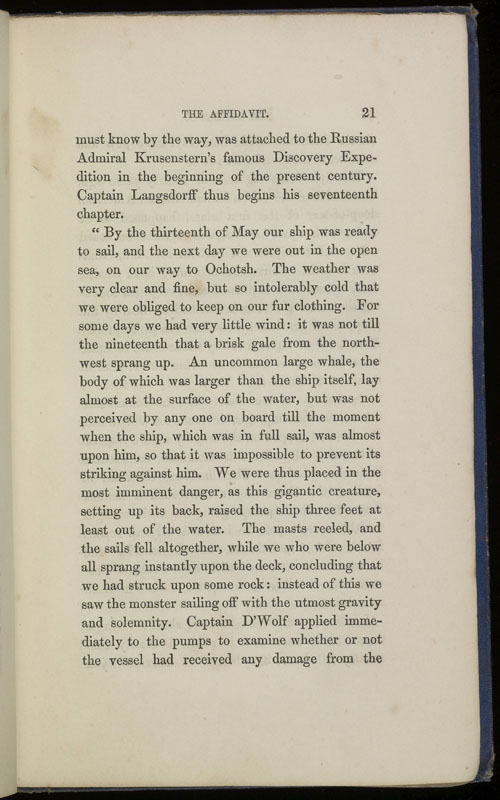 THE AFFIDAVIT. 21
must know by the way, was attached to the Russian
Admiral Krusenstern's famous Discovery Expe-
dition in the beginning of the present century.
Captain Langsdorff thus begins his seventeenth
chapter.
“ By the thirteenth of May our ship was ready
to sail, and the next day we were out in the open
sea, on our way to Ochotsh. The weather was
very clear and fine, but so intolerably cold that
we were obliged to keep on our fur clothing. For
some days we had very little wind: it was not till
the nineteenth that a brisk gale from the north-
west sprang up. An uncommon large whale, the
body of which was larger than the ship itself, lay
almost at the surface of the water, but was not
perceived by any one on board till the moment
when the ship, which was in full sail, was almost
upon him, so that it was impossible to prevent its
striking against him. We were thus placed in the
most imminent danger, as this gigantic creature,
setting up its back, raised the ship three feet at
least out of the water. The masts reeled, and
the sails fell altogether, while we who were below
all sprang instantly upon the deck, concluding that
we had struck upon some rock: instead of this we
saw the monster sailing off with the utmost gravity
and solemnity. Captain D'Wolf applied imme-
diately to the pumps to examine whether or not
the vessel had received any damage from the